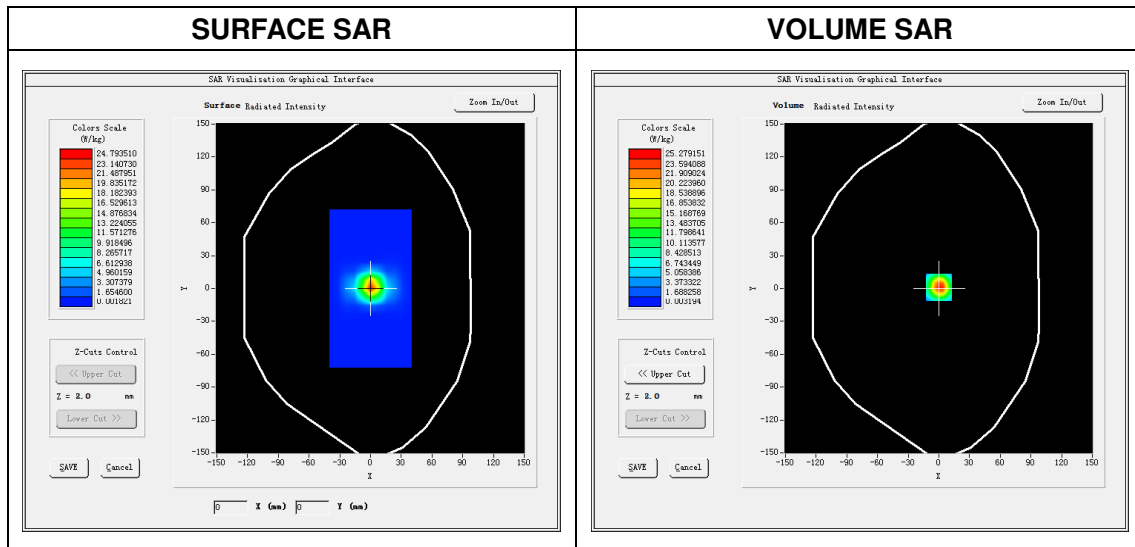 SURFACE SAR
VOLUME SAR
SAR Visualisation Graphical Interface
Surface Radiated Intensity
Zoom In/Out
Colors Scale
(W/kg)
24.793510
23.140730
21.487951
19.835172
18.182393
16.529613
14.876834
13.224055
11.571276
9.918496
8.265717
6.612938
4.960159
3.307379
1.654600
0.001821
Z-Cuts Control
<< Upper Cut
Z = 2.0 mm
Lower Cut >>
SAVE Cancel
150
120
90
60
30
0
-30
-60
-90
-120
-150
Y
-150 -120 -90 -60 -30 0 30 60 90 120 150
X
0 X (mm) 0 Y (mm)
SAR Visualisation Graphical Interface
Volume Radiated Intensity
Zoom In/Out
Colors Scale
(W/kg)
25.279151
23.594088
21.909024
20.223960
18.538896
16.853832
15.168769
13.483705
11.798641
10.113577
8.428513
6.743449
5.058386
3.373322
1.688258
0.003194
Z-Cuts Control
<< Upper Cut
Z = 2.0 mm
Lower Cut >>
SAVE Cancel
150
120
90
60
30
0
-30
-60
-90
-120
-150
Y
-150 -120 -90 -60 -30 0 30 60 90 120 150
X